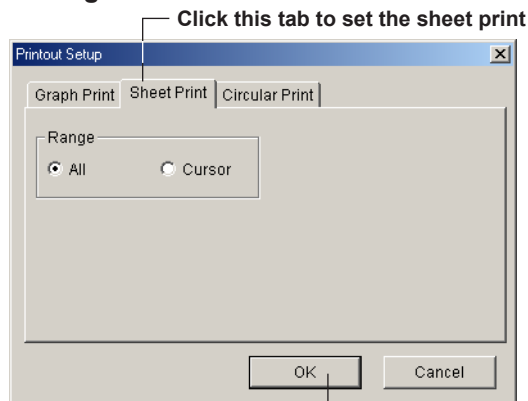 Click this tab to set the sheet print
Printout Setup
Graph Print Sheet Print Circular Print
Range
All Cursor
OK Cancel